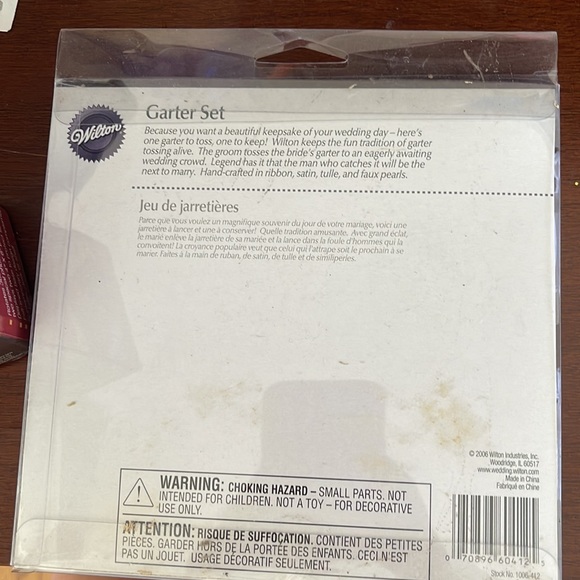 Wilton
Garter Set
Because you want a beautiful keepsake of your wedding day – here's
one garter to toss, one to keep! Wilton keeps the fun tradition of garter
tossing alive. The groom tosses the bride's garter to an eagerly awaiting
wedding crowd. Legend has it that the man who catches it will be the
next to marry. Hand-crafted in ribbon, satin, tulle, and faux pearls.
Jeu de jarretières
Parce que vous voulez un magnifique souvenir du jour de votre mariage, voici une
jarretière à lancer et une à conserver! Quelle tradition amusante. Avec grand éclat,
le marié enlève la jarretière de sa mariée et la lance dans la foule d'hommes qui la
convoitent! La croyance populaire veut que celui qui l'attrape soit le prochain à se
marier. Faites à la main de ruban, de satin, de tulle et de similiperles.
© 2006 Wilton Industries, Inc.
Woodridge, IL 60517
www.wedding.wilton.com
Made in China
Fabriqué en Chine
WARNING: CHOKING HAZARD – SMALL PARTS. NOT
INTENDED FOR CHILDREN. NOT A TOY – FOR DECORATIVE
USE ONLY.
ATTENTION: RISQUE DE SUFFOCATION. CONTIENT DES PETITES
PIÈCES. GARDER HORS DE LA PORTÉE DES ENFANTS. CECI N'EST
PAS UN JOUET. USAGE DÉCORATIF SEULEMENT.
0 70896 60412 5
Stock No. 1006-412